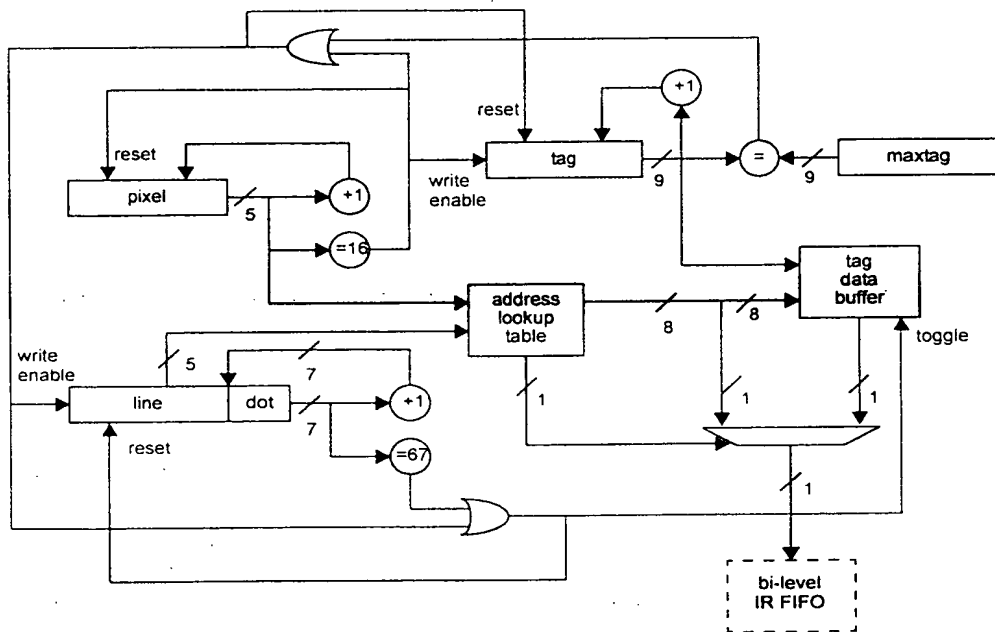 +1
reset
tag
=
maxtag
9
9
write
enable
reset
pixel
5
+1
=16
tag
data
buffer
address
lookup
table
8
8
toggle
write
enable
5
7
line
dot
7
+1
1
1
1
reset
=67
1
bi-level
IR FIFO